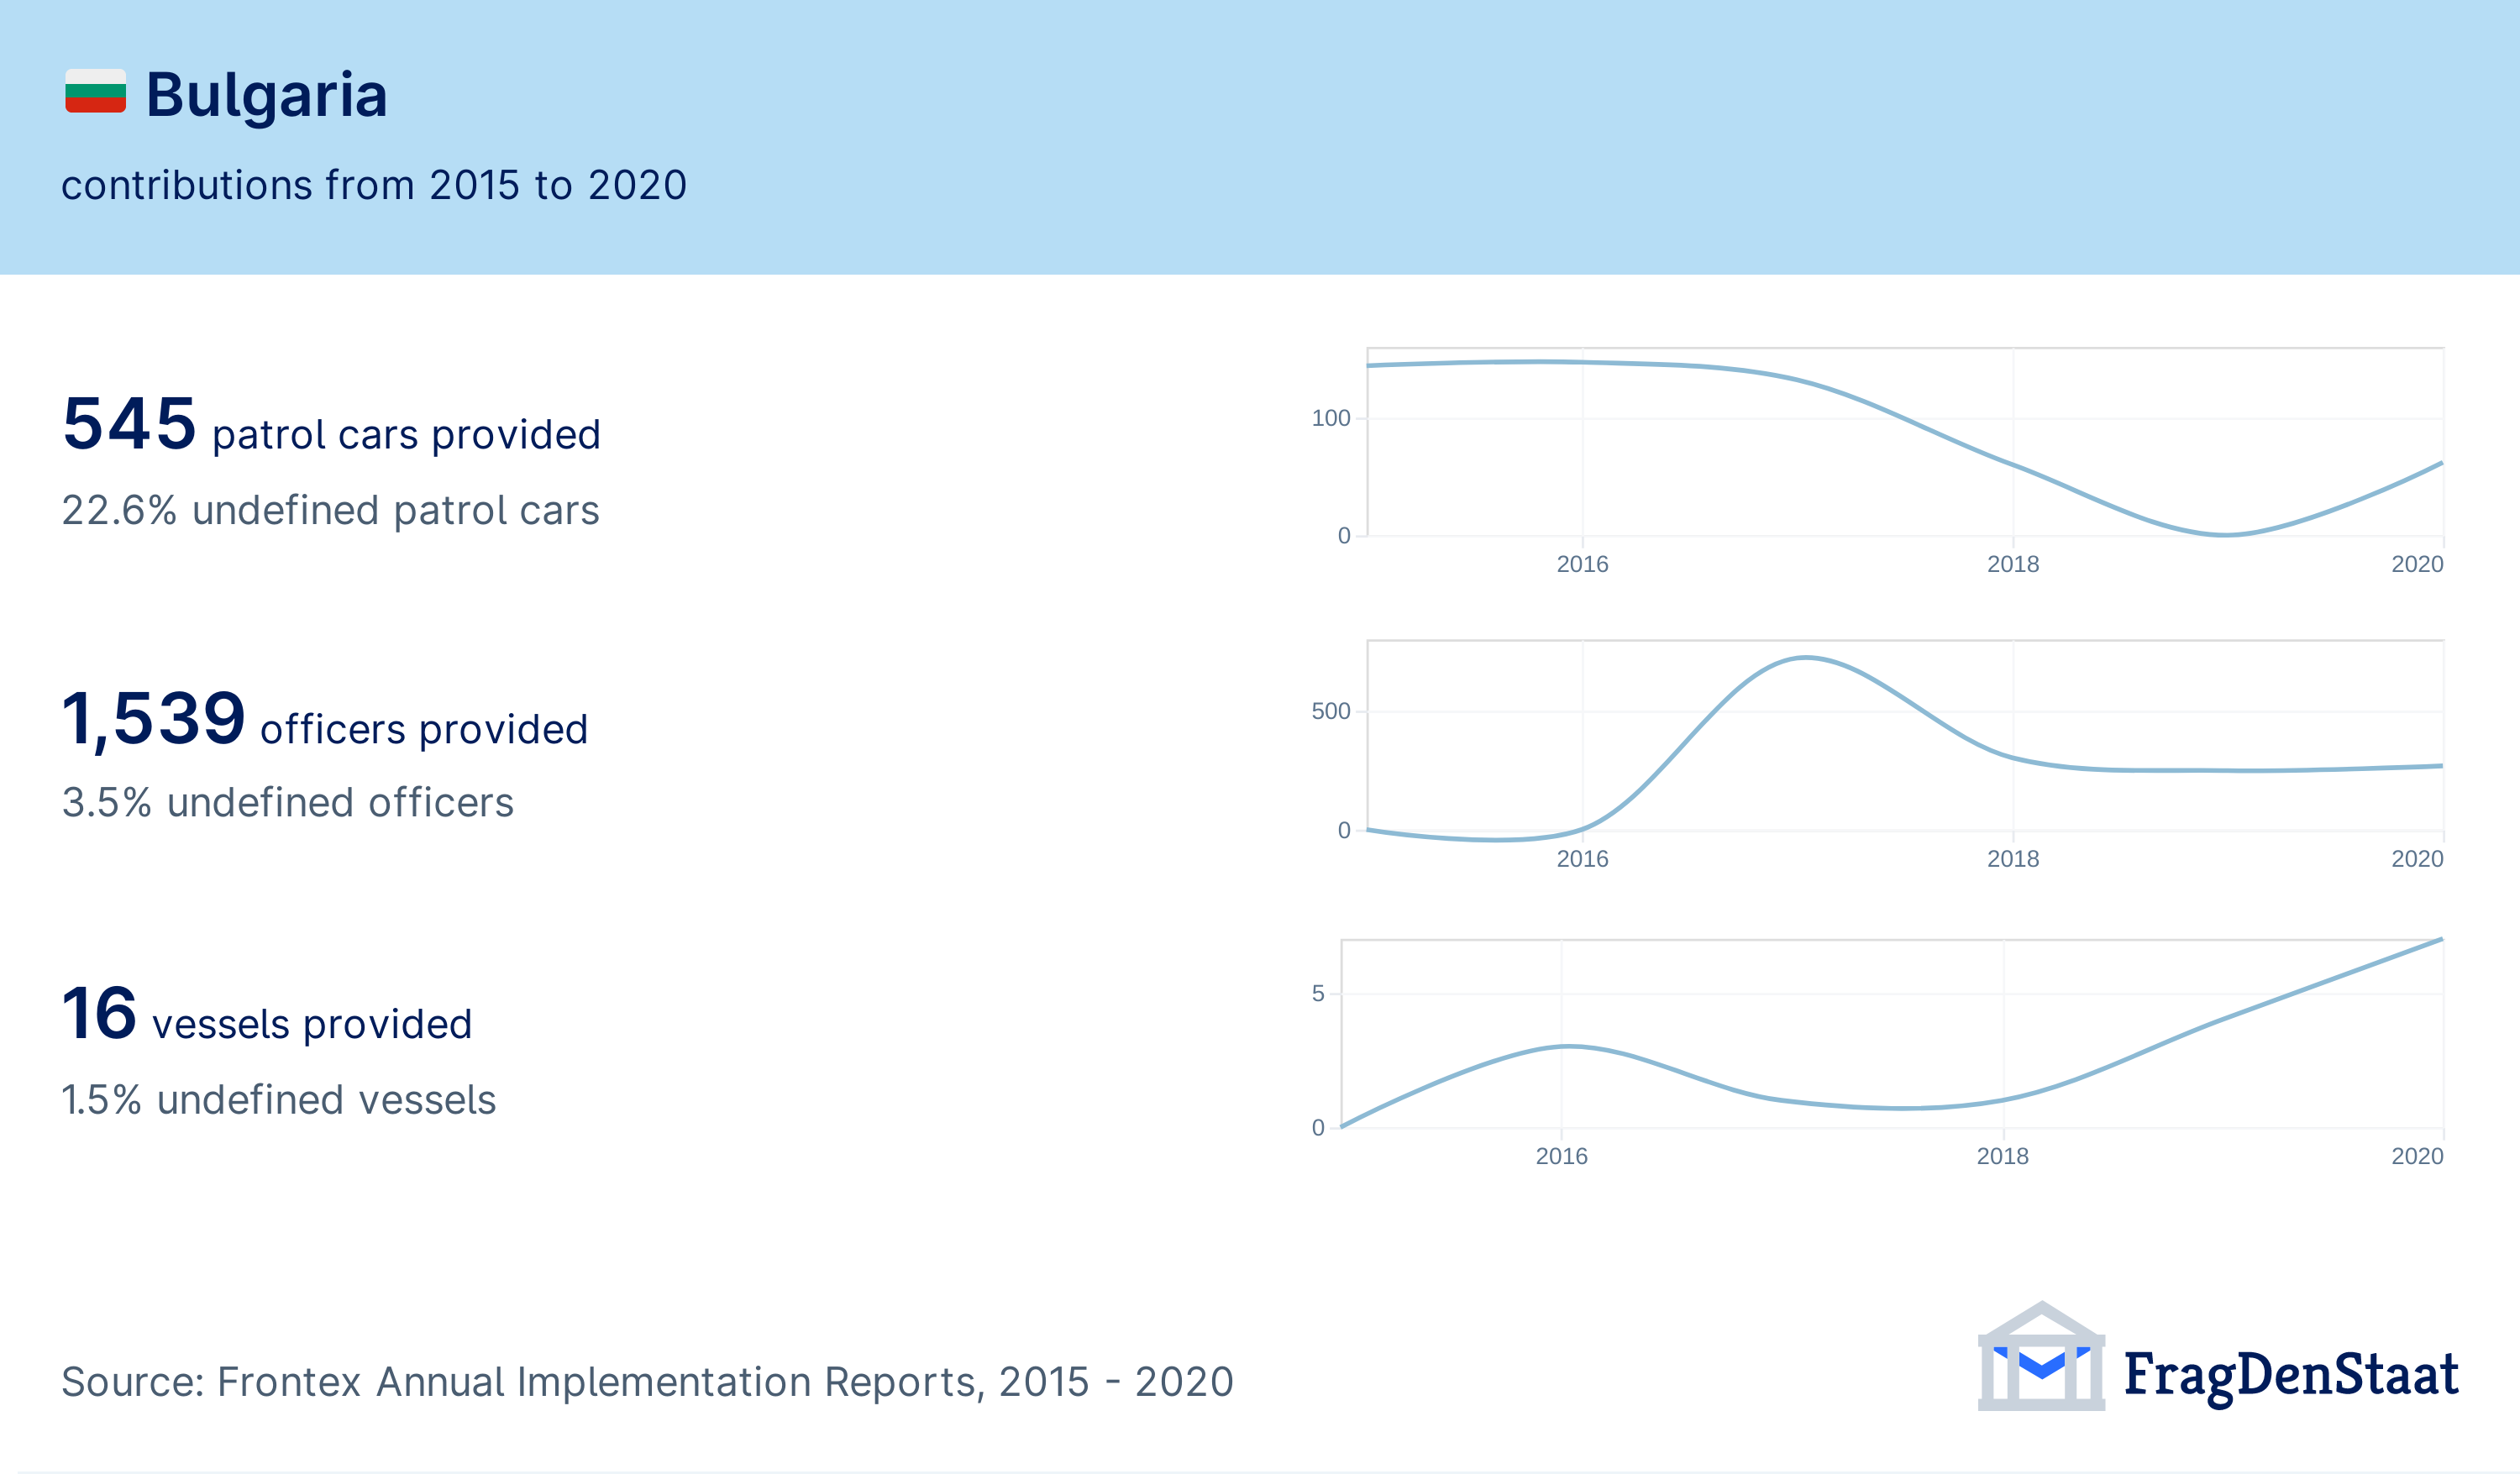 Bulgaria
contributions from 2015 to 2020
545 patrol cars provided
22.6% undefined patrol cars
100
0
2016 2018 2020
1,539 officers provided
3.5% undefined officers
500
0
2016 2018 2020
16 vessels provided
1.5% undefined vessels
5
0
2016 2018 2020
Source: Frontex Annual Implementation Reports, 2015 - 2020
FragDenStaat